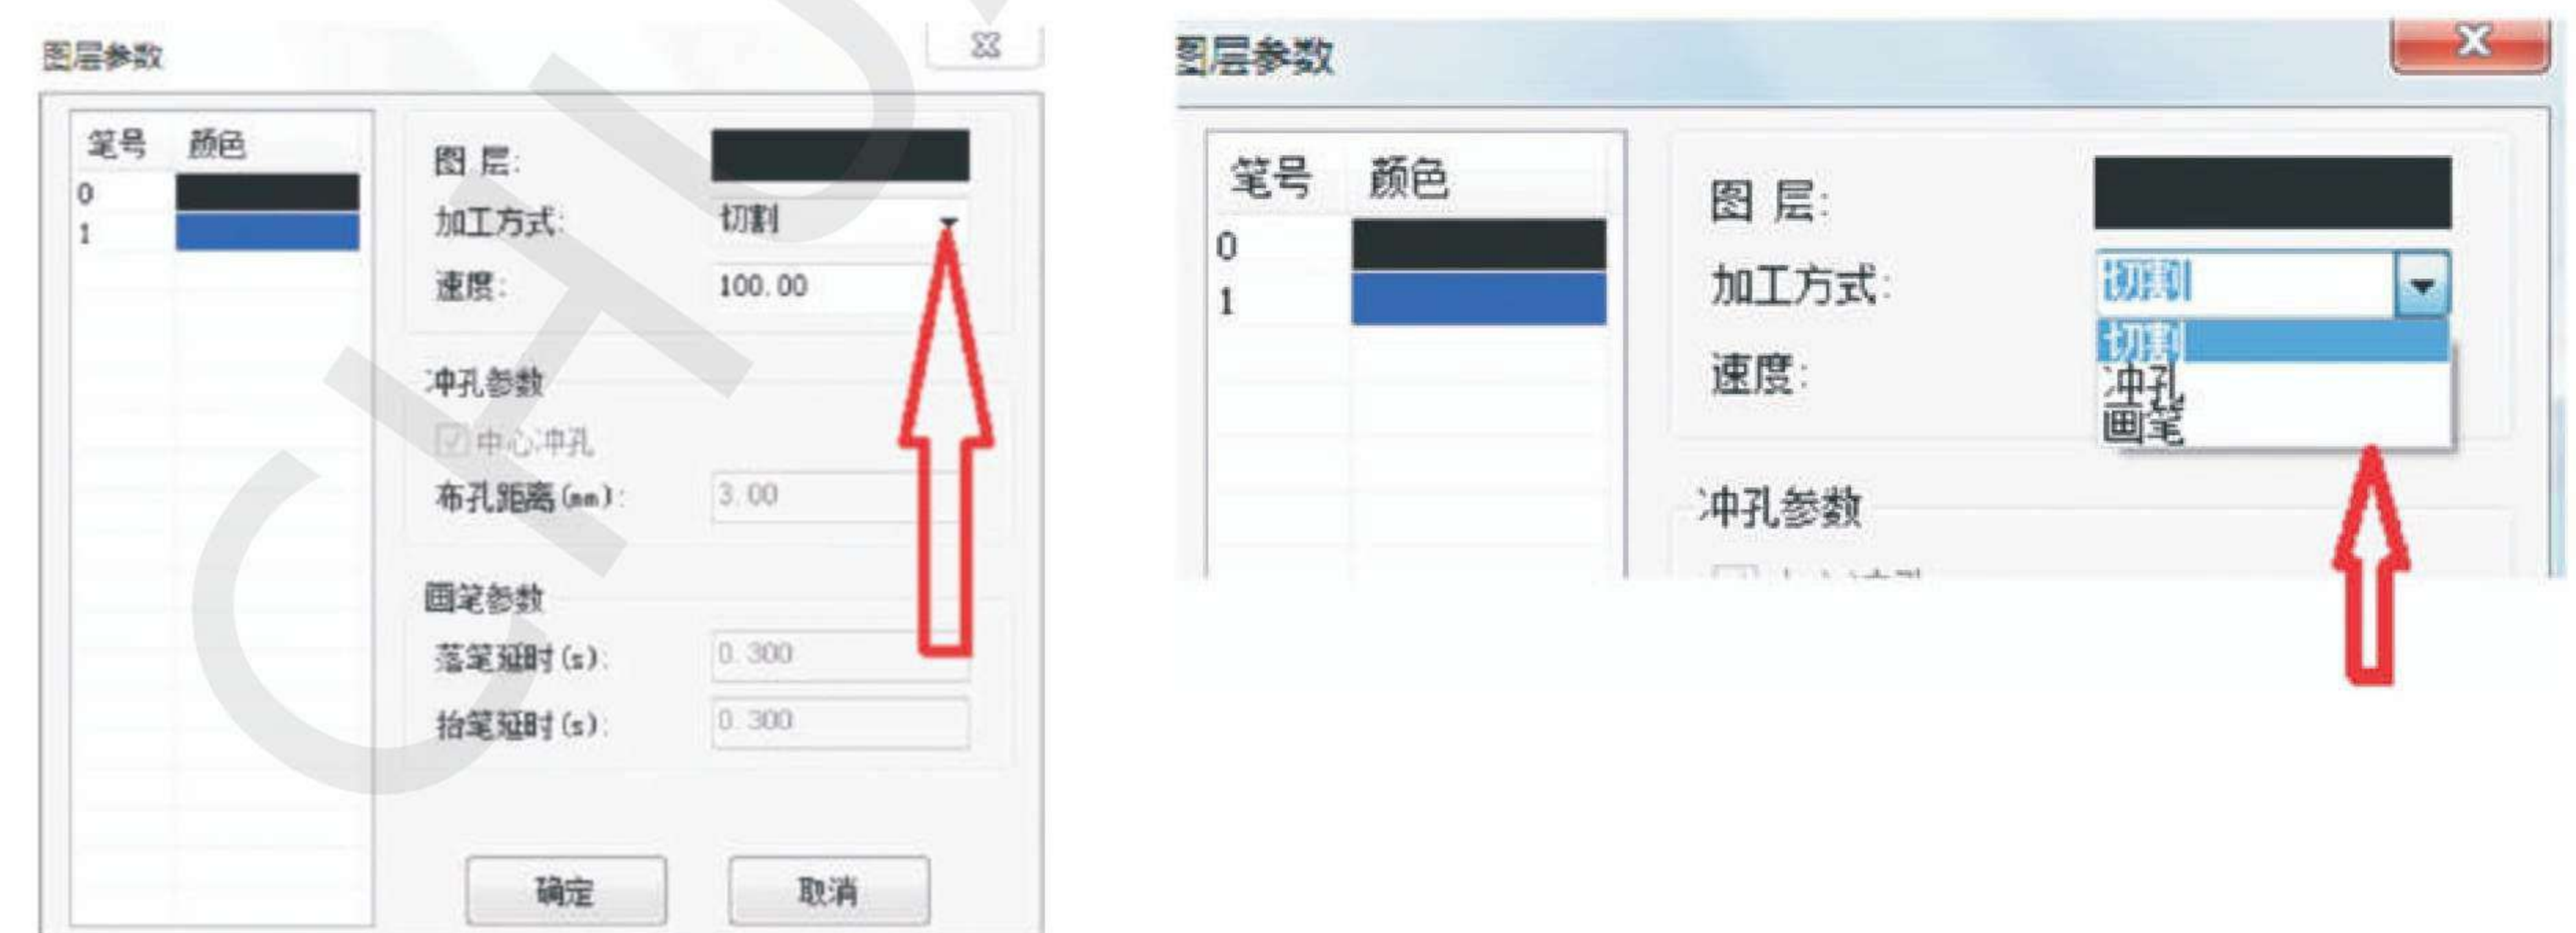 图层参数
笔号 颜色
0
1
图 层:
加工方式: 切割
速度: 100.00
冲孔参数
中心冲孔
布孔距离(mm): 3.00
画笔参数
落笔延时(s): 0.300
抬笔延时(s): 0.300
确定 取消
图层参数
笔号 颜色
0
1
图 层:
加工方式: 切割
切割
冲孔
画笔
速度:
冲孔参数